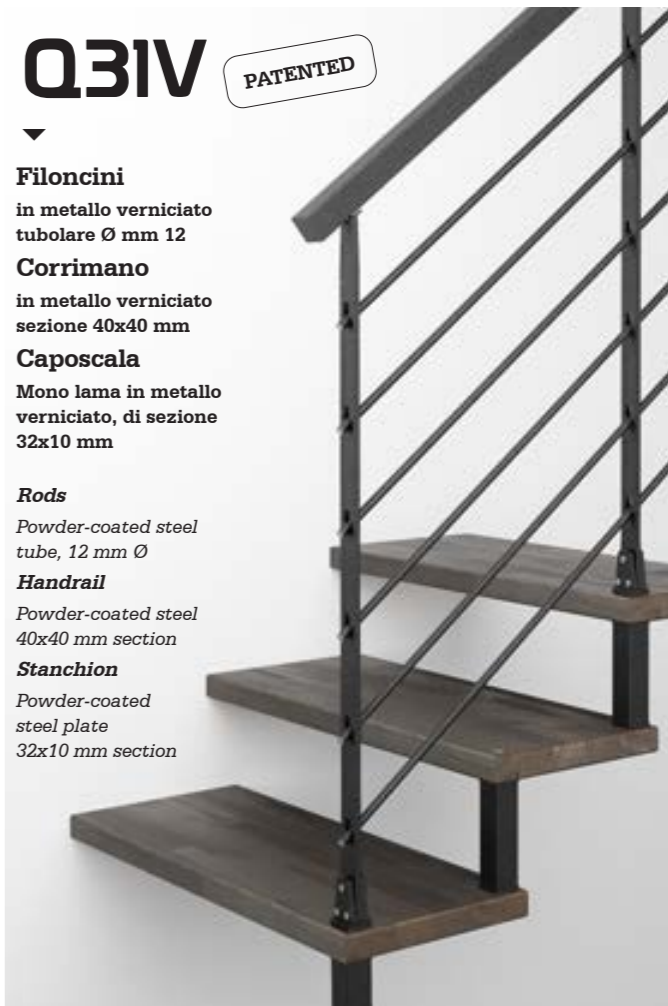 Q31V
PATENTED
Filoncini
in metallo verniciato
tubolare Ø mm 12
Corrimano
in metallo verniciato
sezione 40x40 mm
Caposcala
Mono lama in metallo
verniciato, di sezione
32x10 mm
Rods
Powder-coated steel
tube, 12 mm Ø
Handrail
Powder-coated steel
40x40 mm section
Stanchion
Powder-coated
steel plate
32x10 mm section